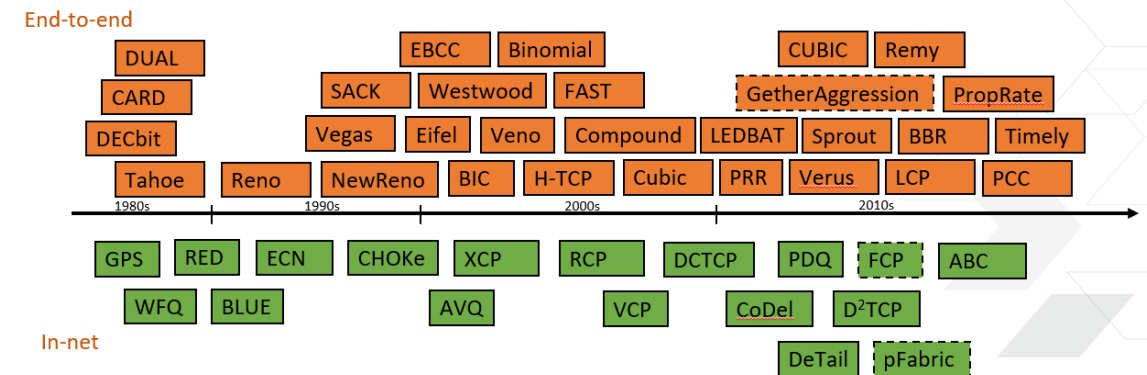 End-to-end
DUAL EBCC Binomial CUBIC Remy
CARD SACK Westwood FAST GetherAggression PropRate
DECbit Vegas Eifel Veno Compound LEDBAT Sprout BBR Timely
Tahoe Reno NewReno BIC H-TCP Cubic PRR Verus LCP PCC
1980s 1990s 2000s 2010s
GPS RED ECN CHOKe XCP RCP DCTCP PDQ FCP ABC
WFQ BLUE AVQ VCP CoDel D²TCP
In-net
DeTail pFabric